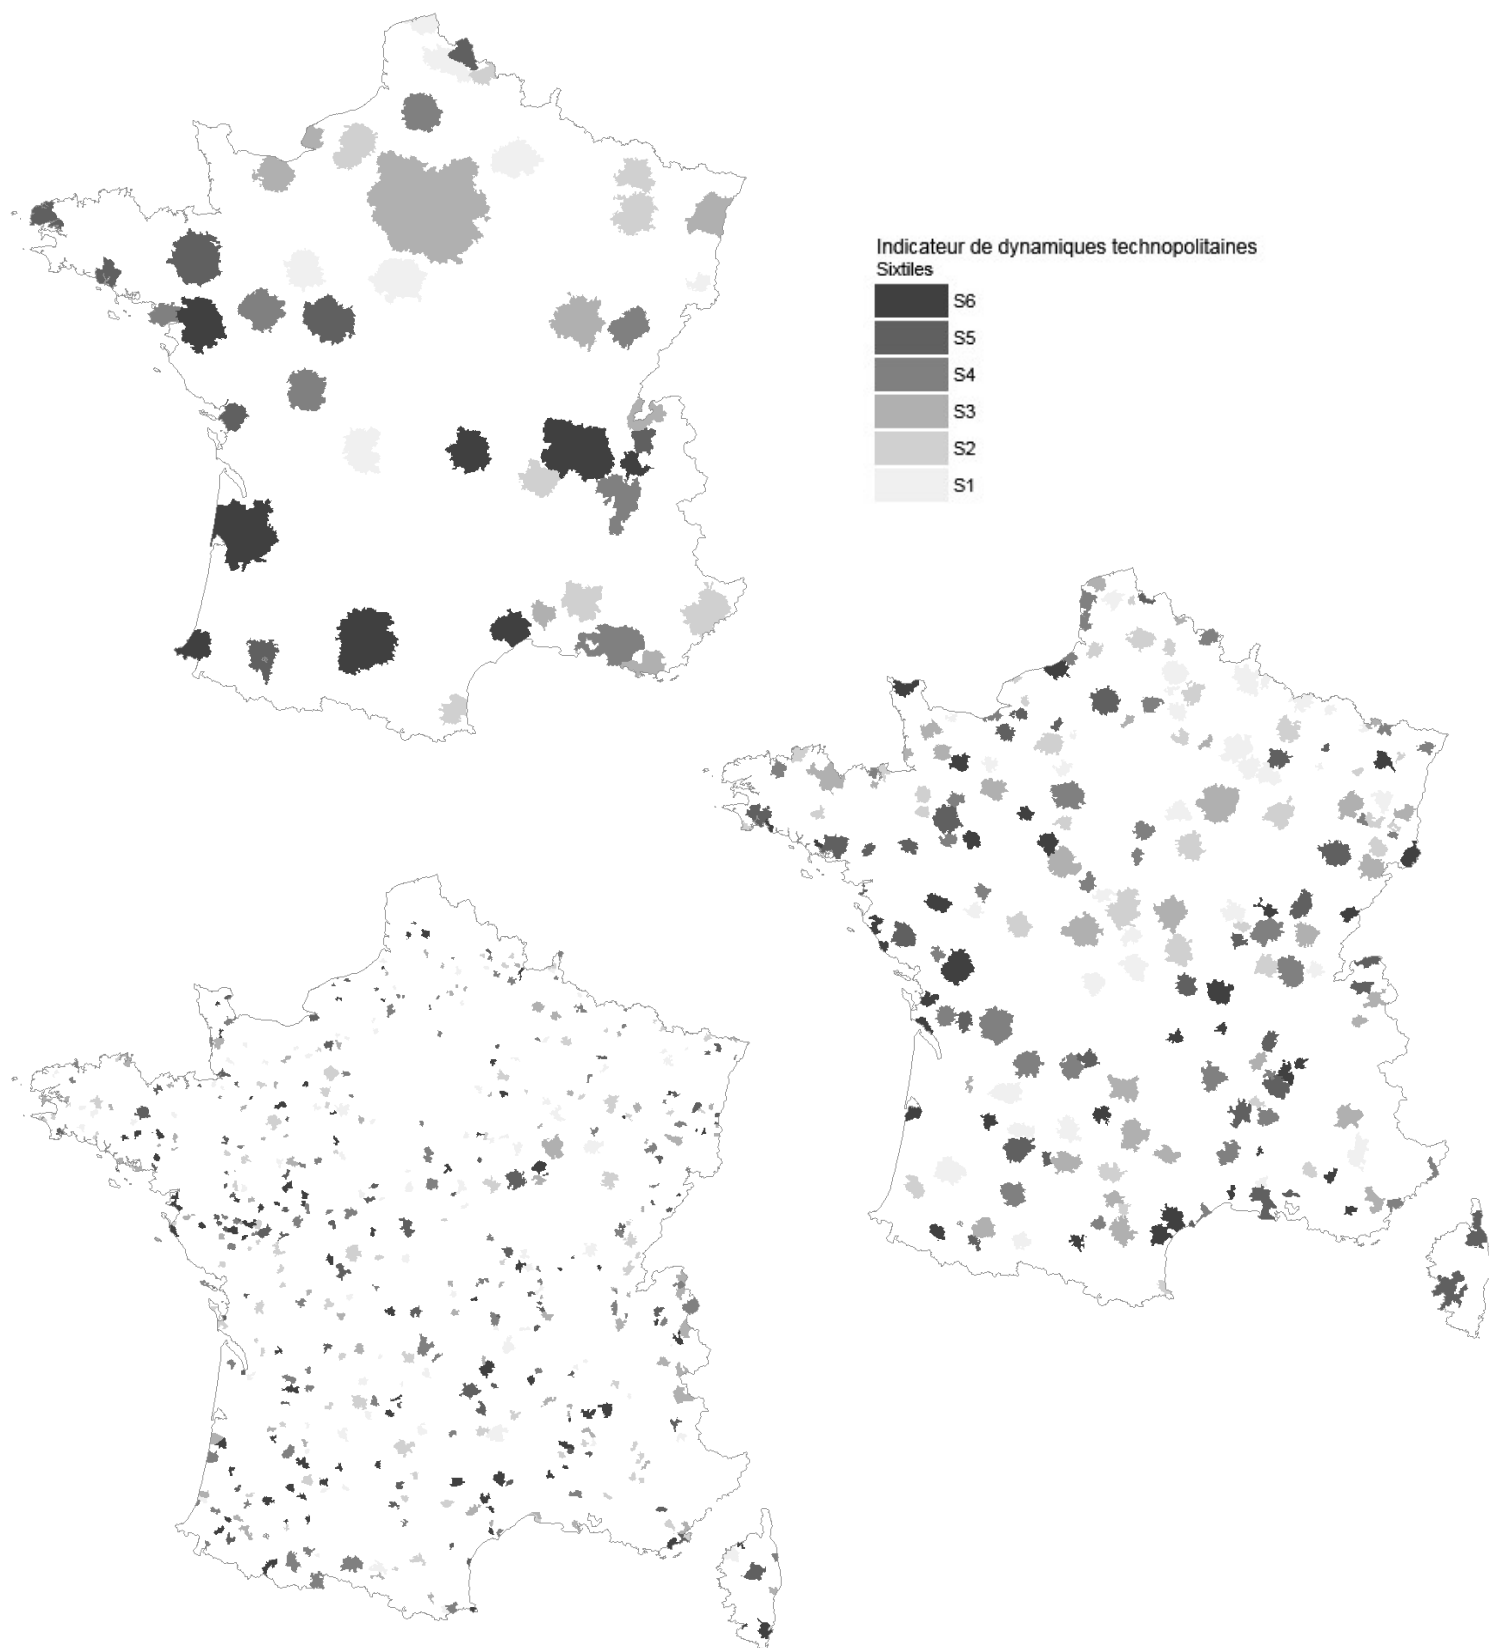 Indicateur de dynamiques technopolitaines
Sixtiles
S6
S5
S4
S3
S2
S1